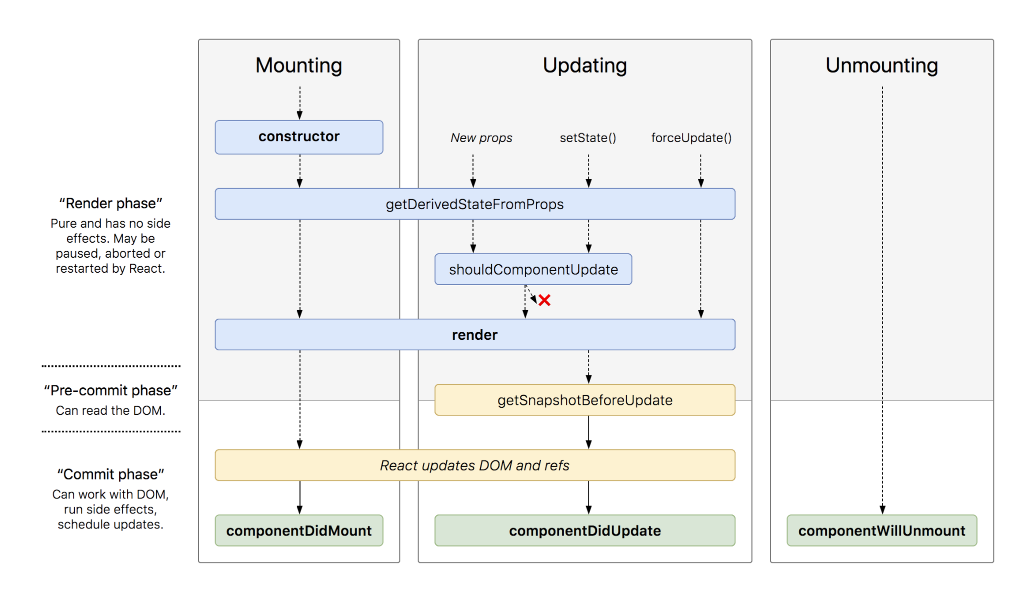 Mounting
Updating
Unmounting
constructor
New props
setState()
forceUpdate()
“Render phase”
Pure and has no side
effects. May be
paused, aborted or
restarted by React.
getDerivedStateFromProps
shouldComponentUpdate
render
“Pre-commit phase”
Can read the DOM.
getSnapshotBeforeUpdate
“Commit phase”
Can work with DOM,
run side effects,
schedule updates.
React updates DOM and refs
componentDidMount
componentDidUpdate
componentWillUnmount